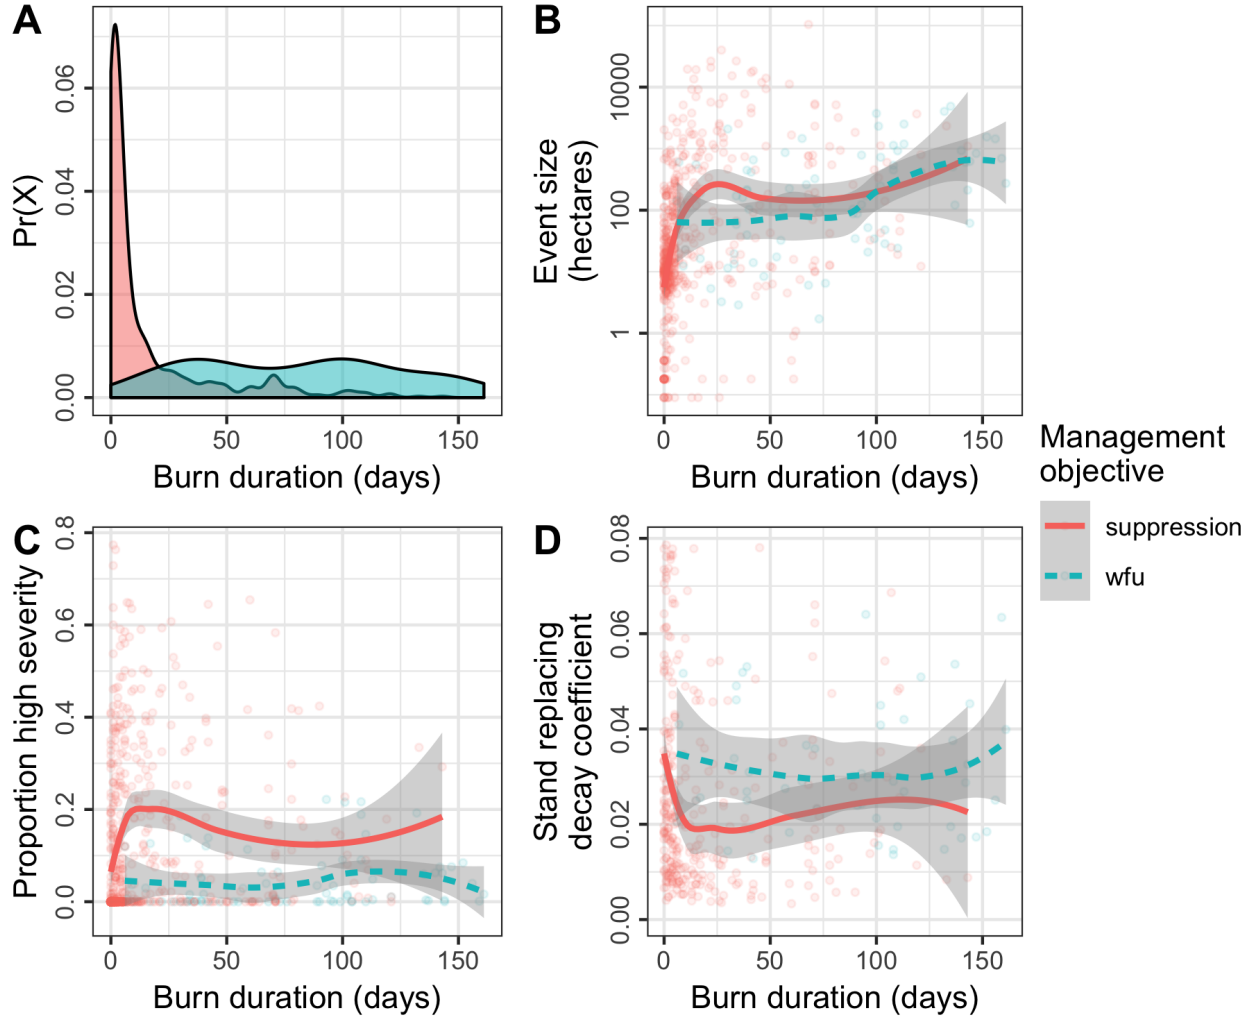 A
Pr(X)
0.06
0.04
0.02
0.00
0
50
100
150
Burn duration (days)
B
Event size
(hectares)
10000
100
1
0
50
100
150
Burn duration (days)
C
Proportion high severity
0.8
0.6
0.4
0.2
0.0
0
50
100
150
Burn duration (days)
D
Stand replacing
decay coefficient
0.08
0.06
0.04
0.02
0.00
0
50
100
150
Burn duration (days)
Management
objective
suppression
wfu